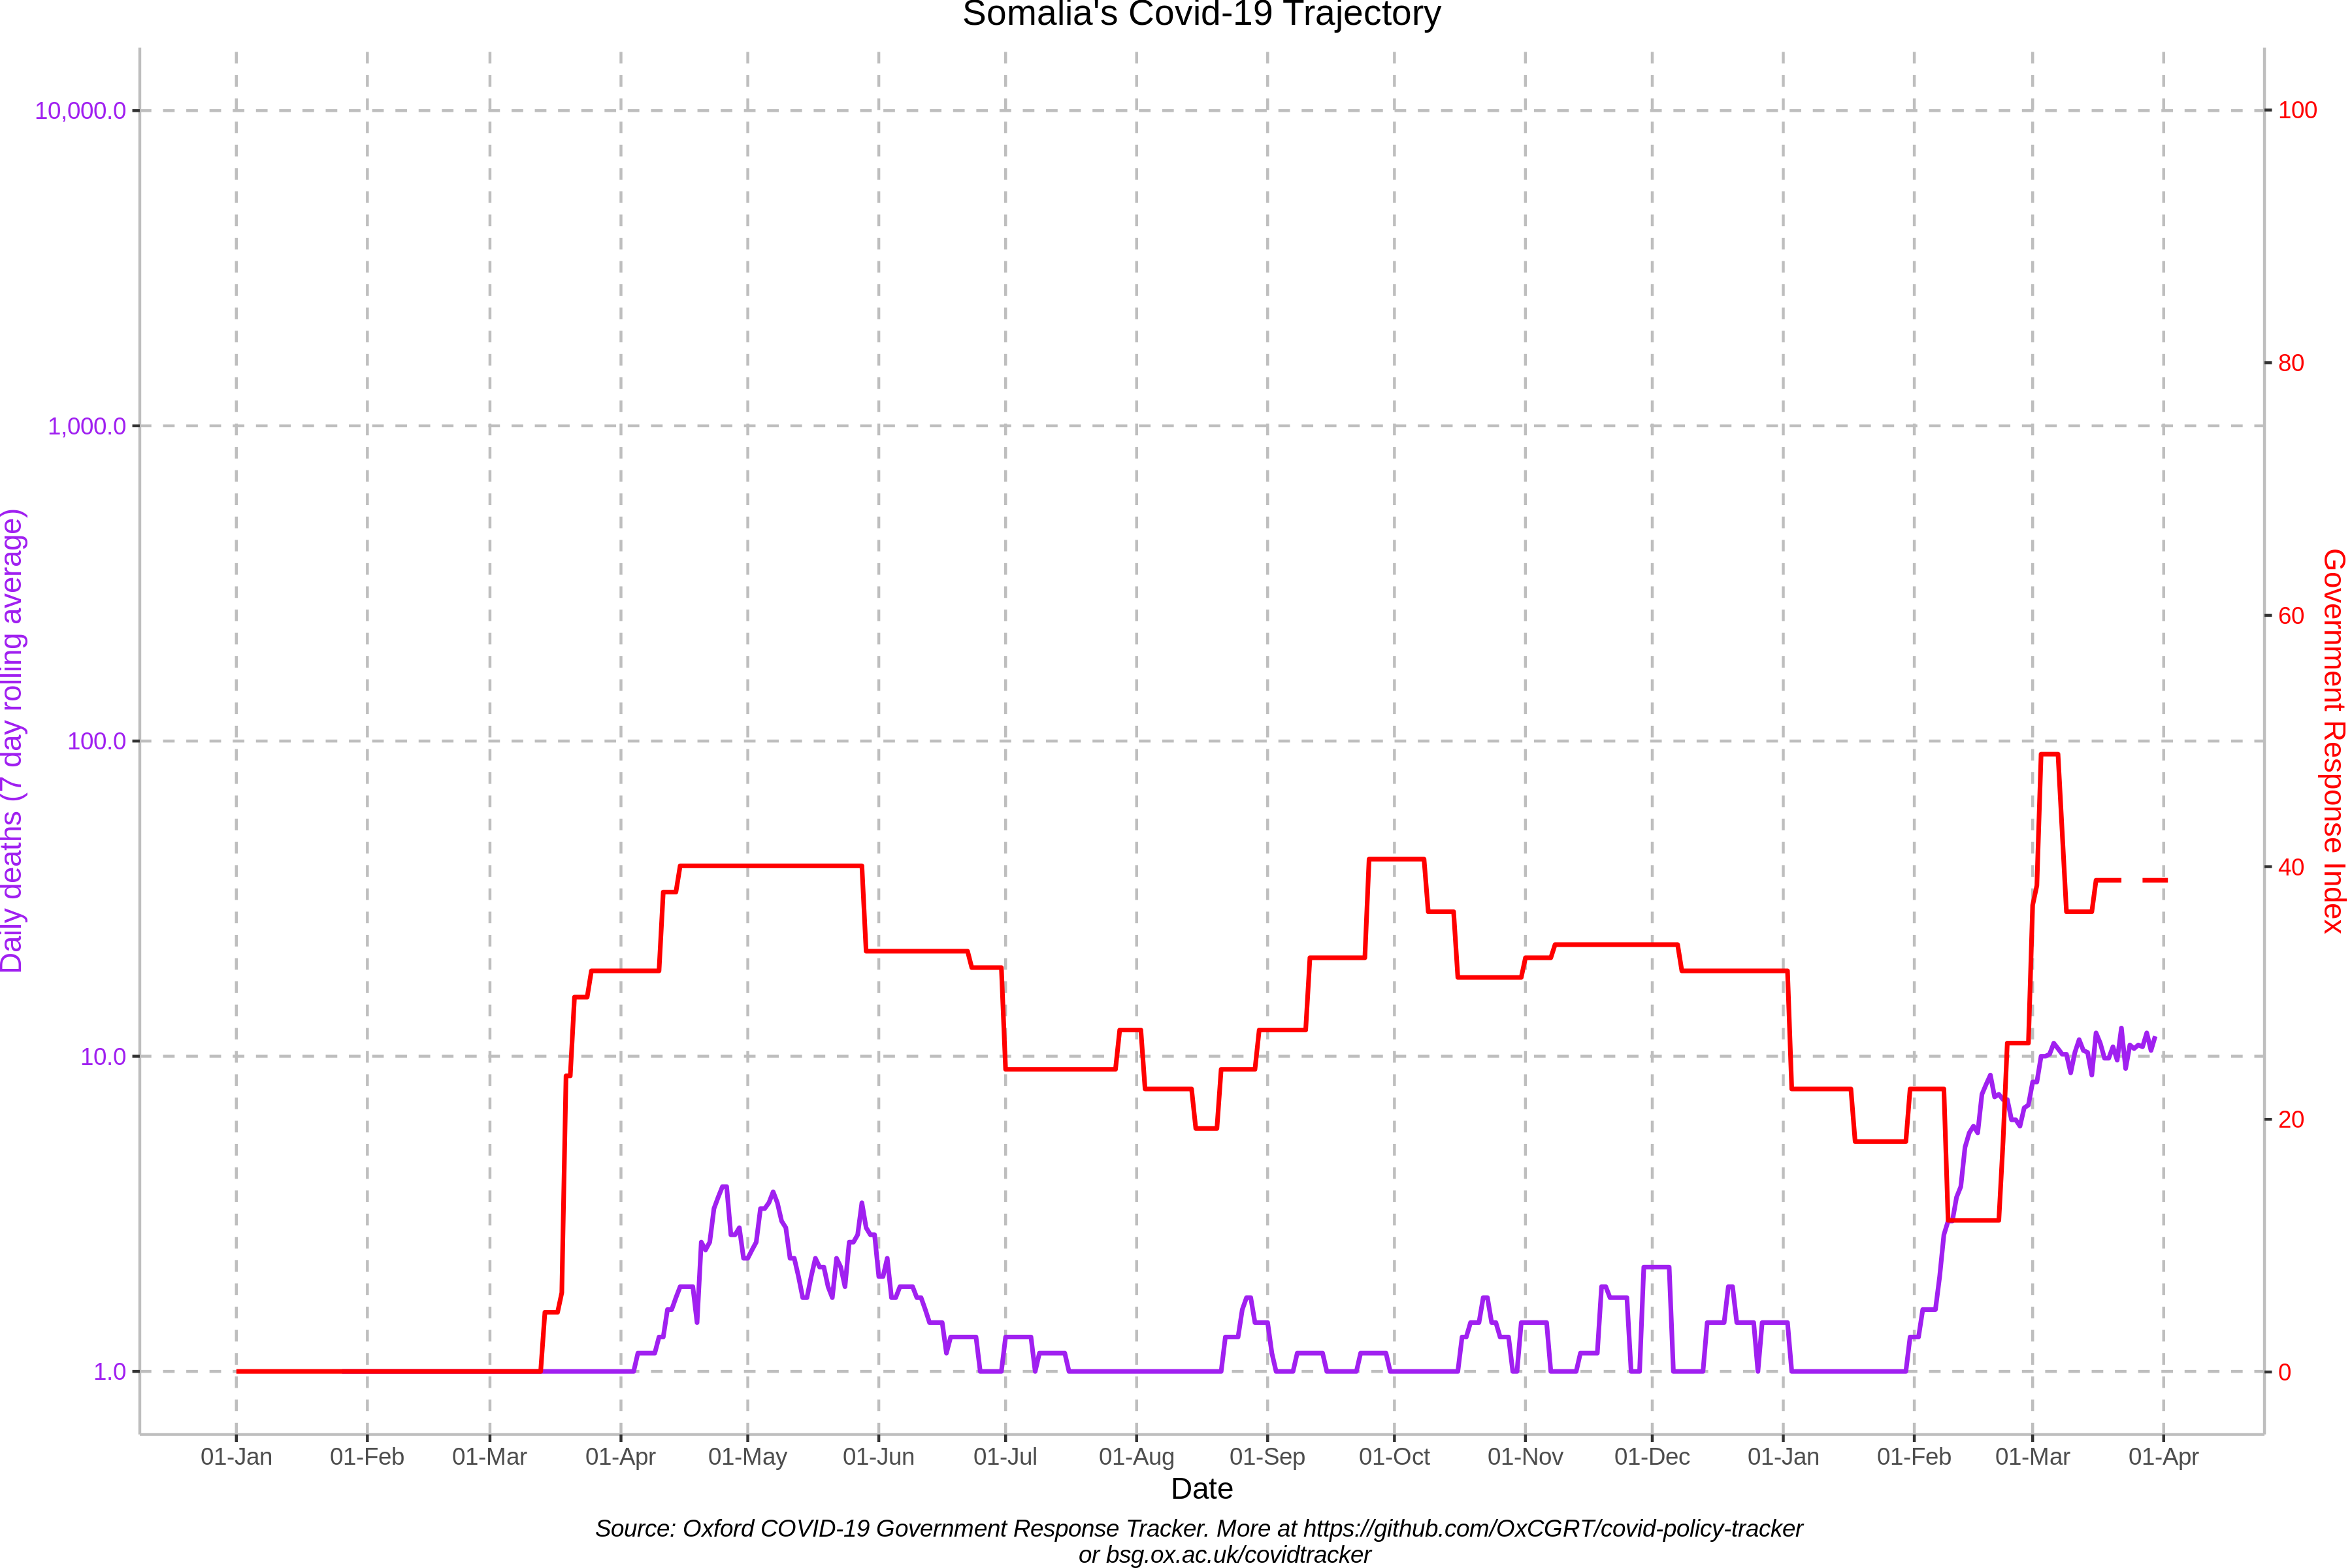 Somalia's Covid-19 Trajectory
10,000.0
1,000.0
100.0
10.0
1.0
Daily deaths (7 day rolling average)
100
80
60
40
20
0
Government Response Index
01-Jan 01-Feb 01-Mar 01-Apr 01-May 01-Jun 01-Jul 01-Aug 01-Sep 01-Oct 01-Nov 01-Dec 01-Jan 01-Feb 01-Mar 01-Apr
Date
Source: Oxford COVID-19 Government Response Tracker. More at https://github.com/OxCGRT/covid-policy-tracker
or bsg.ox.ac.uk/covidtracker